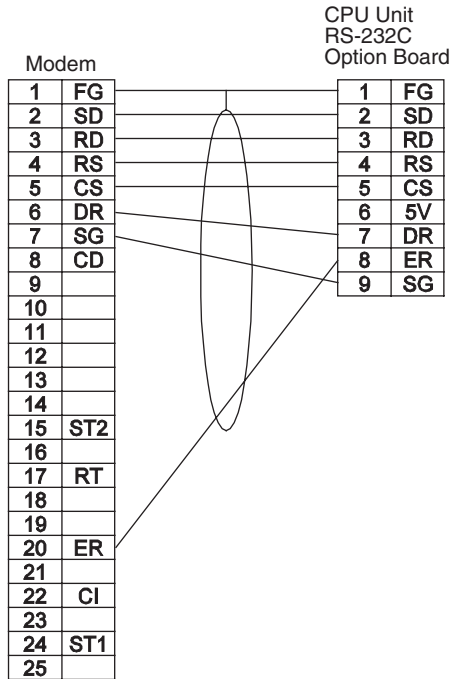 CPU Unit
RS-232C
Option Board
Modem
1 FG
2 SD
3 RD
4 RS
5 CS
6 DR
7 SG
8 CD
9
10
11
12
13
14
15 ST2
16
17 RT
18
19
20 ER
21
22 CI
23
24 ST1
25
1 FG
2 SD
3 RD
4 RS
5 CS
6 5V
7 DR
8 ER
9 SG